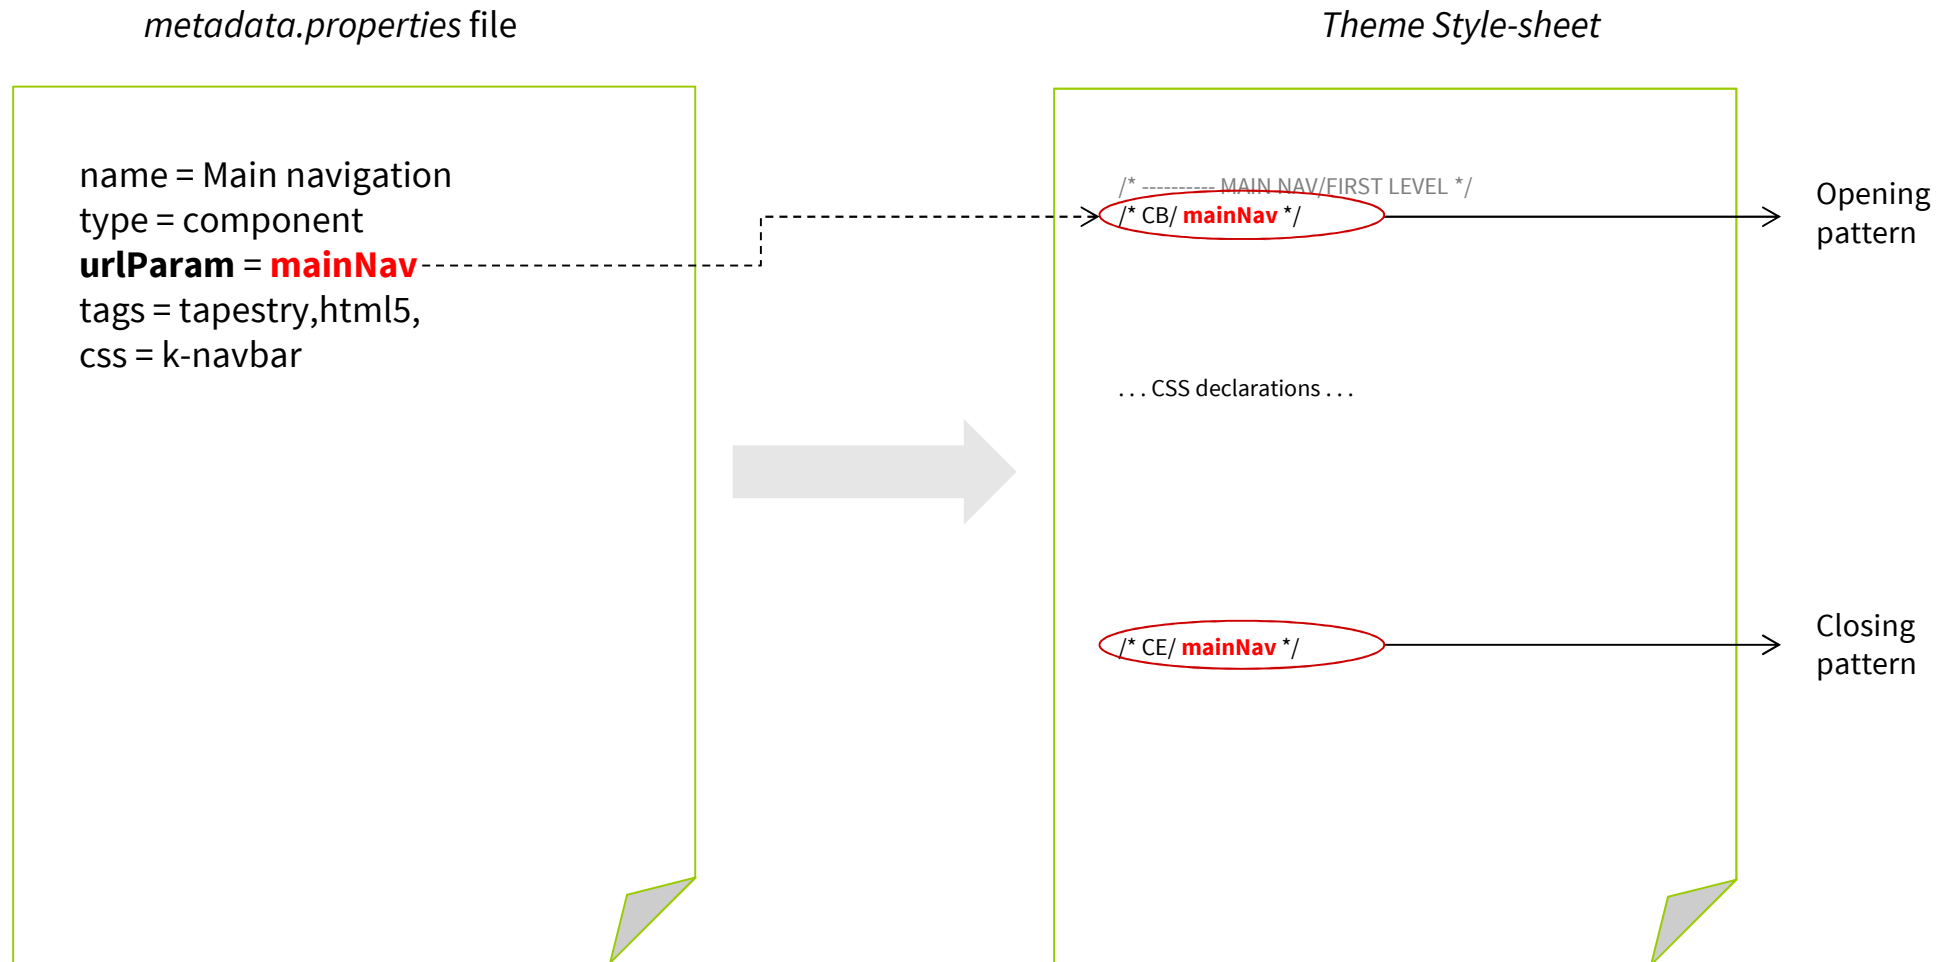 metadata.properties file
name = Main navigation
type = component
urlParam = mainNav
tags = tapestry,html5,
css = k-navbar
Theme Style-sheet
/* ---------- MAIN NAV/FIRST LEVEL */
/* CB/ mainNav */
. . . CSS declarations . . .
/* CE/ mainNav */
Opening
pattern
Closing
pattern